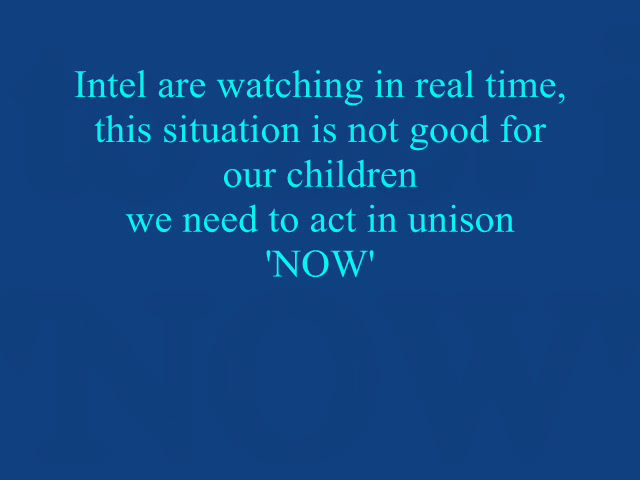 Intel are watching in real time,
this situation is not good for
our children
we need to act in unison
'NOW'